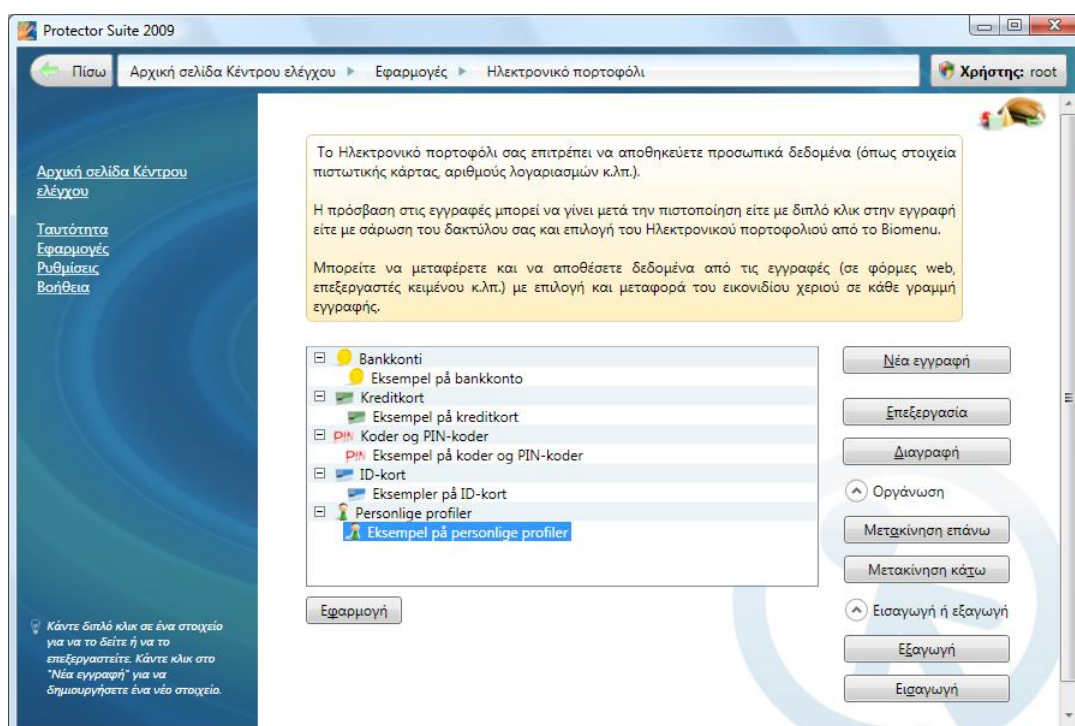 Protector Suite 2009
Πίσω Αρχική σελίδα Κέντρου ελέγχου Εφαρμογές Ηλεκτρονικό πορτοφόλι Χρήστης: root
Αρχική σελίδα Κέντρου
ελέγχου
Ταυτότητα
Εφαρμογές
Ρυθμίσεις
Βοήθεια
Κάντε διπλό κλικ σε ένα στοιχείο
για να το δείτε ή να το
επεξεργαστείτε. Κάντε κλικ στο
"Νέα εγγραφή" για να
δημιουργήσετε ένα νέο στοιχείο.
Το Ηλεκτρονικό πορτοφόλι σας επιτρέπει να αποθηκεύετε προσωπικά δεδομένα (όπως στοιχεία
πιστωτικής κάρτας, αριθμούς λογαριασμών κ.λπ.).
Η πρόσβαση στις εγγραφές μπορεί να γίνει μετά την πιστοποίηση είτε με διπλό κλικ στην εγγραφή
είτε με σάρωση του δακτύλου σας και επιλογή του Ηλεκτρονικού πορτοφολιού από το Biomenu.
Μπορείτε να μεταφέρετε και να αποθέσετε δεδομένα από τις εγγραφές (σε φόρμες web,
επεξεργαστές κειμένου κ.λπ.) με επιλογή και μεταφορά του εικονιδίου χεριού σε κάθε γραμμή
εγγραφής.
Bankkonti
Eksempel på bankkonto
Kreditkort
Eksempel på kreditkort
PIN Koder og PIN-koder
PIN Eksempel på koder og PIN-koder
ID-kort
Eksempler på ID-kort
Personlige profiler
Eksempel på personlige profiler
Εφαρμογή
Νέα εγγραφή
Επεξεργασία
Διαγραφή
Οργάνωση
Μετακίνηση επάνω
Μετακίνηση κάτω
Εισαγωγή ή εξαγωγή
Εξαγωγή
Εισαγωγή